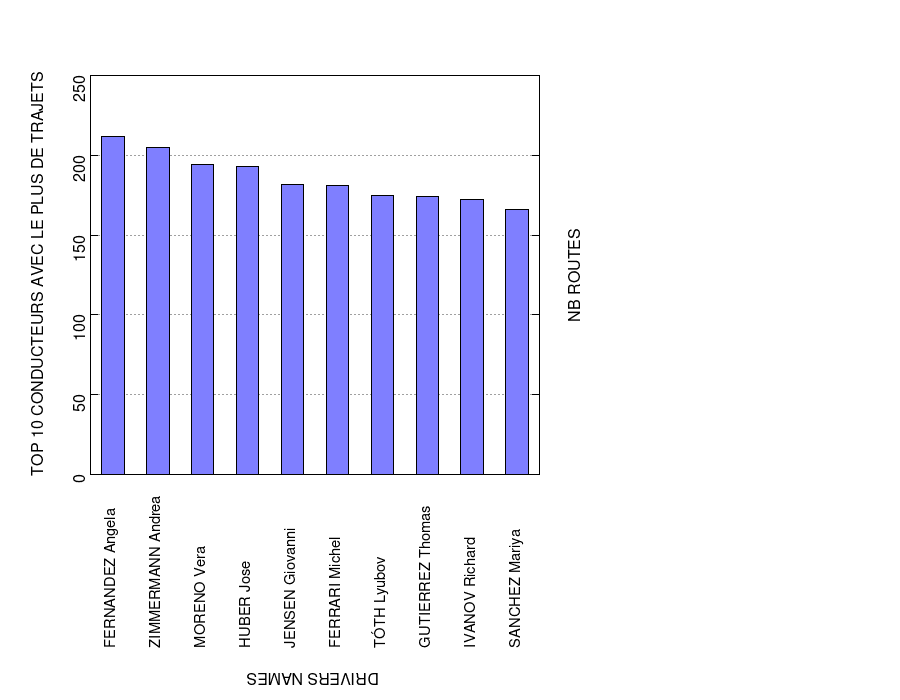 TOP 10 CONDUCTEURS AVEC LE PLUS DE TRAJETS
250
200
150
100
50
0
NB ROUTES
FERNANDEZ Angela
ZIMMERMANN Andrea
MORENO Vera
HUBER Jose
JENSEN Giovanni
FERRARI Michel
TÓTH Lyubov
GUTIERREZ Thomas
IVANOV Richard
SANCHEZ Mariya
DRIVERS NAMES